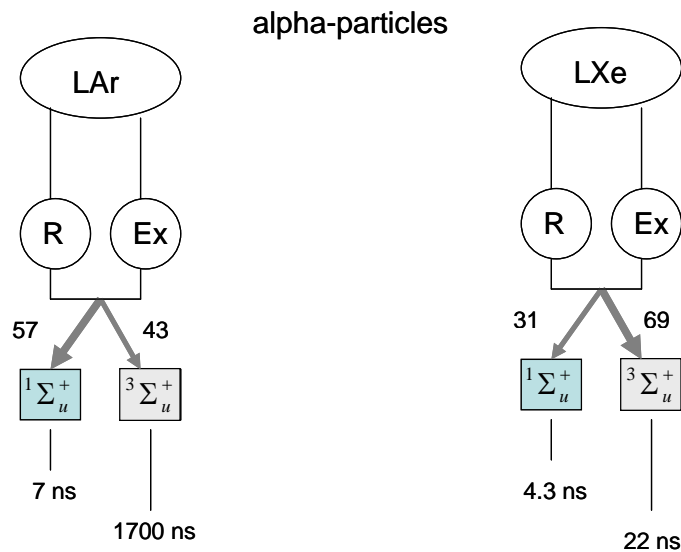 alpha-particles
LAr
LXe
R
Ex
R
Ex
57
43
31
69
¹Σᵤ⁺
³Σᵤ⁺
¹Σᵤ⁺
³Σᵤ⁺
7 ns
4.3 ns
1700 ns
22 ns